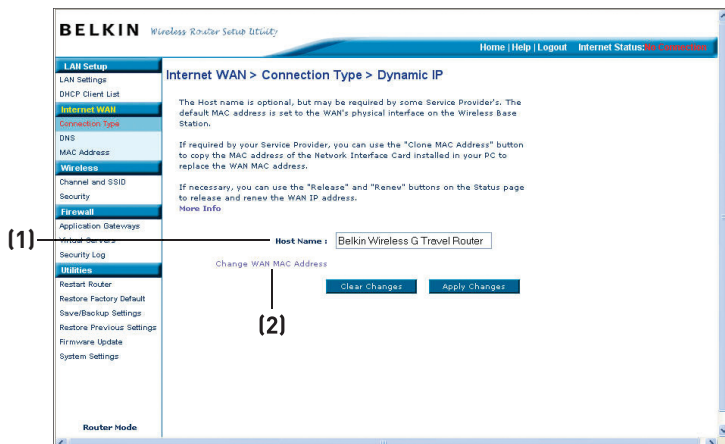 BELKIN Wireless Router Setup Utility
Home | Help | Logout Internet Status: No Connection
LAN Setup
LAN Settings
DHCP Client List
Internet WAN
Connection Type
DNS
MAC Address
Wireless
Channel and SSID
Security
Firewall
Application Gateways
Virtual Servers
Security Log
Utilities
Restart Router
Restore Factory Default
Save/Backup Settings
Restore Previous Settings
Firmware Update
System Settings
Router Mode
Internet WAN > Connection Type > Dynamic IP
The Host name is optional, but may be required by some Service Provider's. The
default MAC address is set to the WAN's physical interface on the Wireless Base
Station.
If required by your Service Provider, you can use the "Clone MAC Address" button
to copy the MAC address of the Network Interface Card installed in your PC to
replace the WAN MAC address.
If necessary, you can use the "Release" and "Renew" buttons on the Status page
to release and renew the WAN IP address.
More Info
(1)
Host Name : Belkin Wireless G Travel Router
Change WAN MAC Address
Clear Changes Apply Changes
(2)